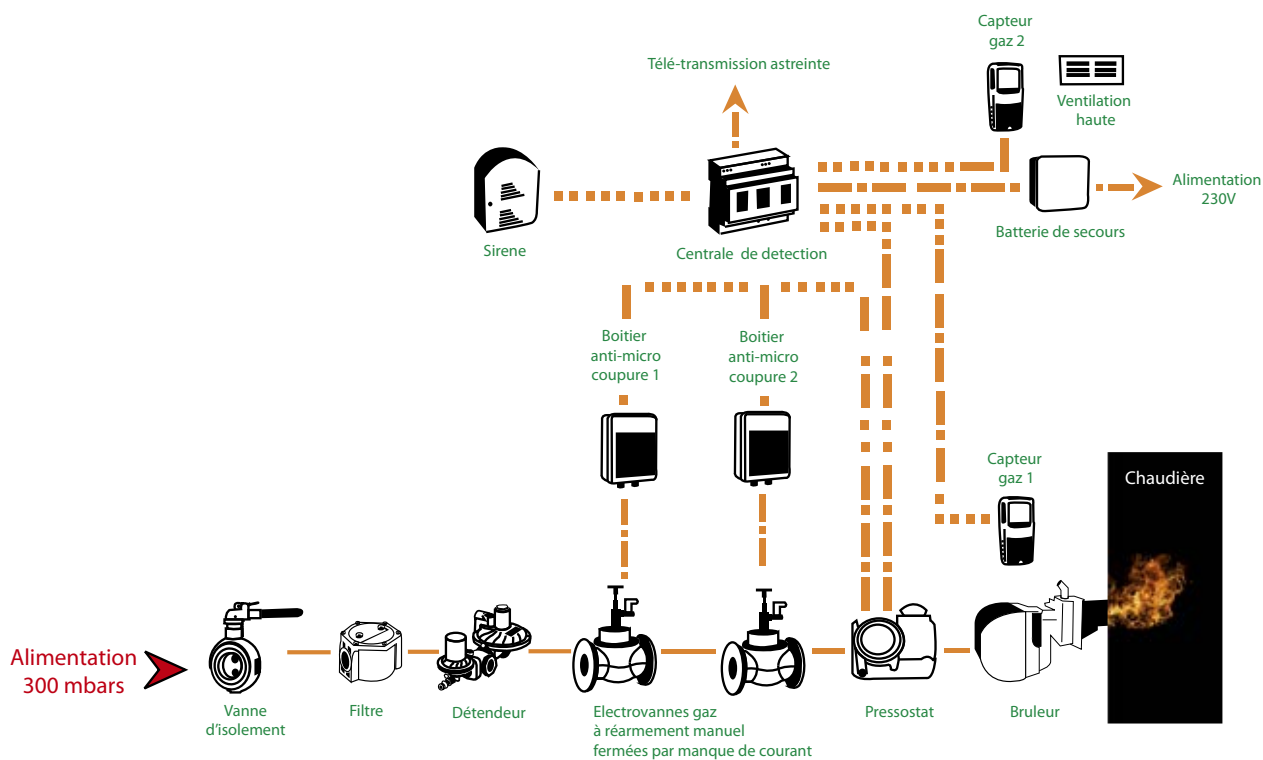 Capteur
gaz 2
Télé-transmission astreinte
Ventilation
haute
Alimentation
230V
Batterie de secours
Sirene
Centrale de detection
Boitier
anti-micro
coupure 1
Boitier
anti-micro
coupure 2
Capteur
gaz 1
Chaudière
Alimentation
300 mbars
Vanne
d'isolement
Filtre
Détendeur
Electrovannes gaz
à réarmement manuel
fermées par manque de courant
Pressostat
Bruleur